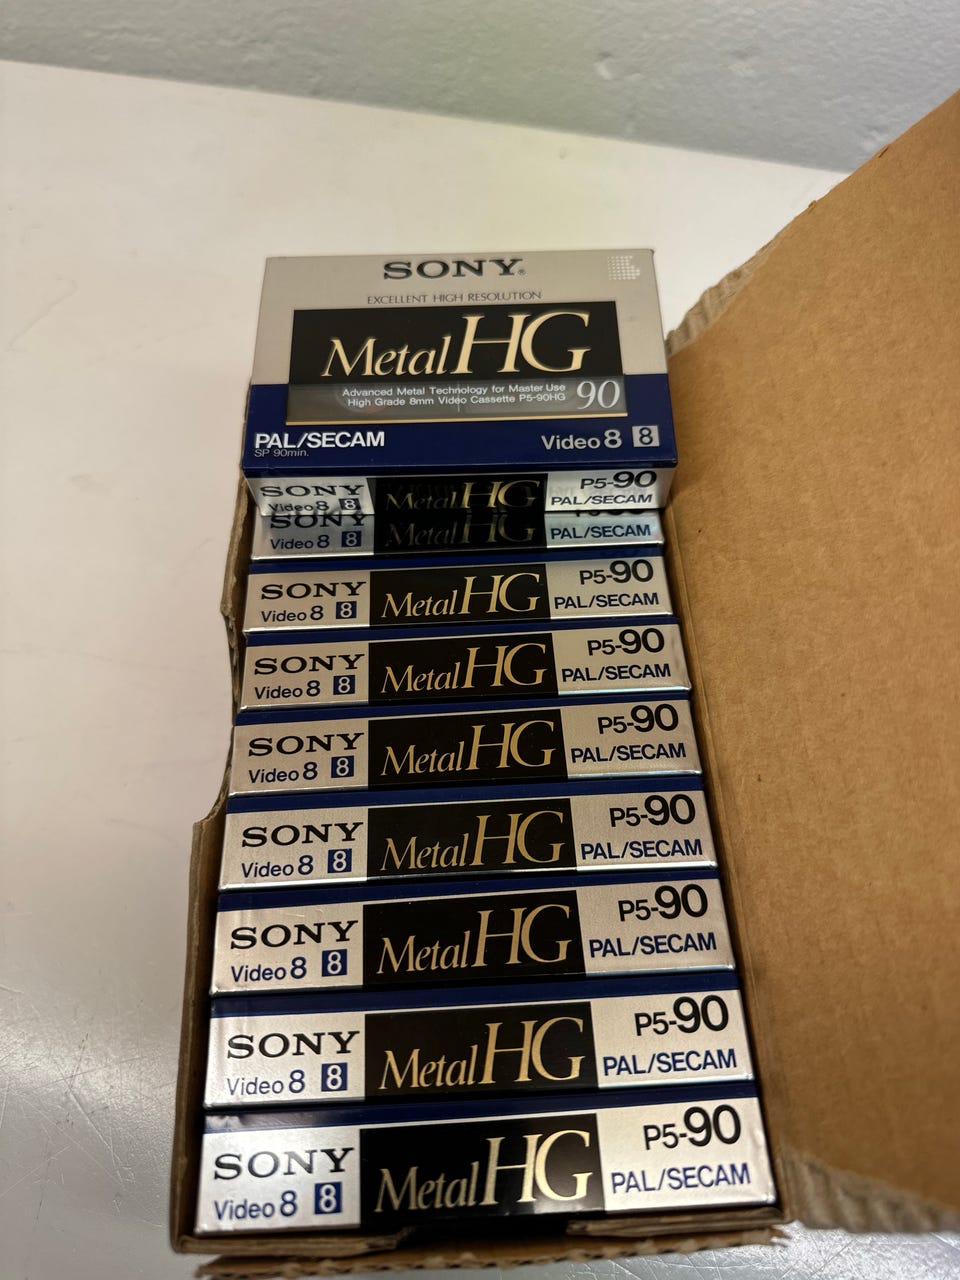 SONY®
EXCELLENT HIGH RESOLUTION
Metal HG
Advanced Metal Technology for Master Use
High Grade 8mm Video Cassette P5-90HG
90
PAL/SECAM
SP 90min.
Video 8 8
SONY
Video 8 8
Metal HG
P5-90
PAL/SECAM
SONY
Video 8 8
Metal HG
PAL/SECAM
SONY
Video 8 8
Metal HG
P5-90
PAL/SECAM
SONY
Video 8 8
Metal HG
P5-90
PAL/SECAM
SONY
Video 8 8
Metal HG
P5-90
PAL/SECAM
SONY
Video 8 8
Metal HG
P5-90
PAL/SECAM
SONY
Video 8 8
Metal HG
P5-90
PAL/SECAM
SONY
Video 8 8
Metal HG
P5-90
PAL/SECAM
SONY
Video 8 8
Metal HG
P5-90
PAL/SECAM